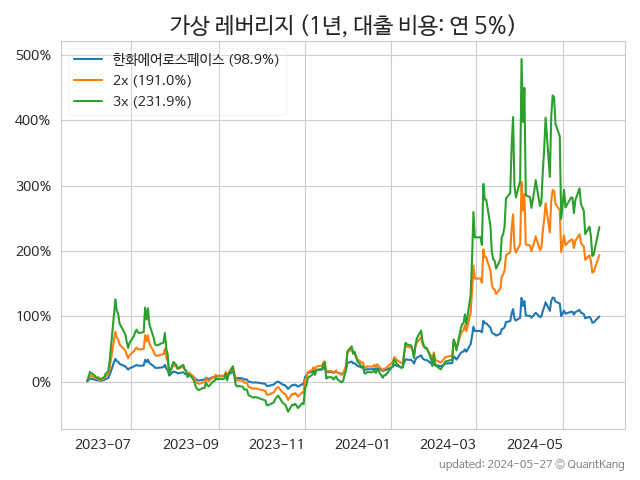 가상 레버리지 (1년, 대출 비용: 연 5%)
한화에어로스페이스 (98.9%)
2x (191.0%)
3x (231.9%)
500%
400%
300%
200%
100%
0%
2023-07
2023-09
2023-11
2024-01
2024-03
2024-05
updated: 2024-05-27 © QuantKang